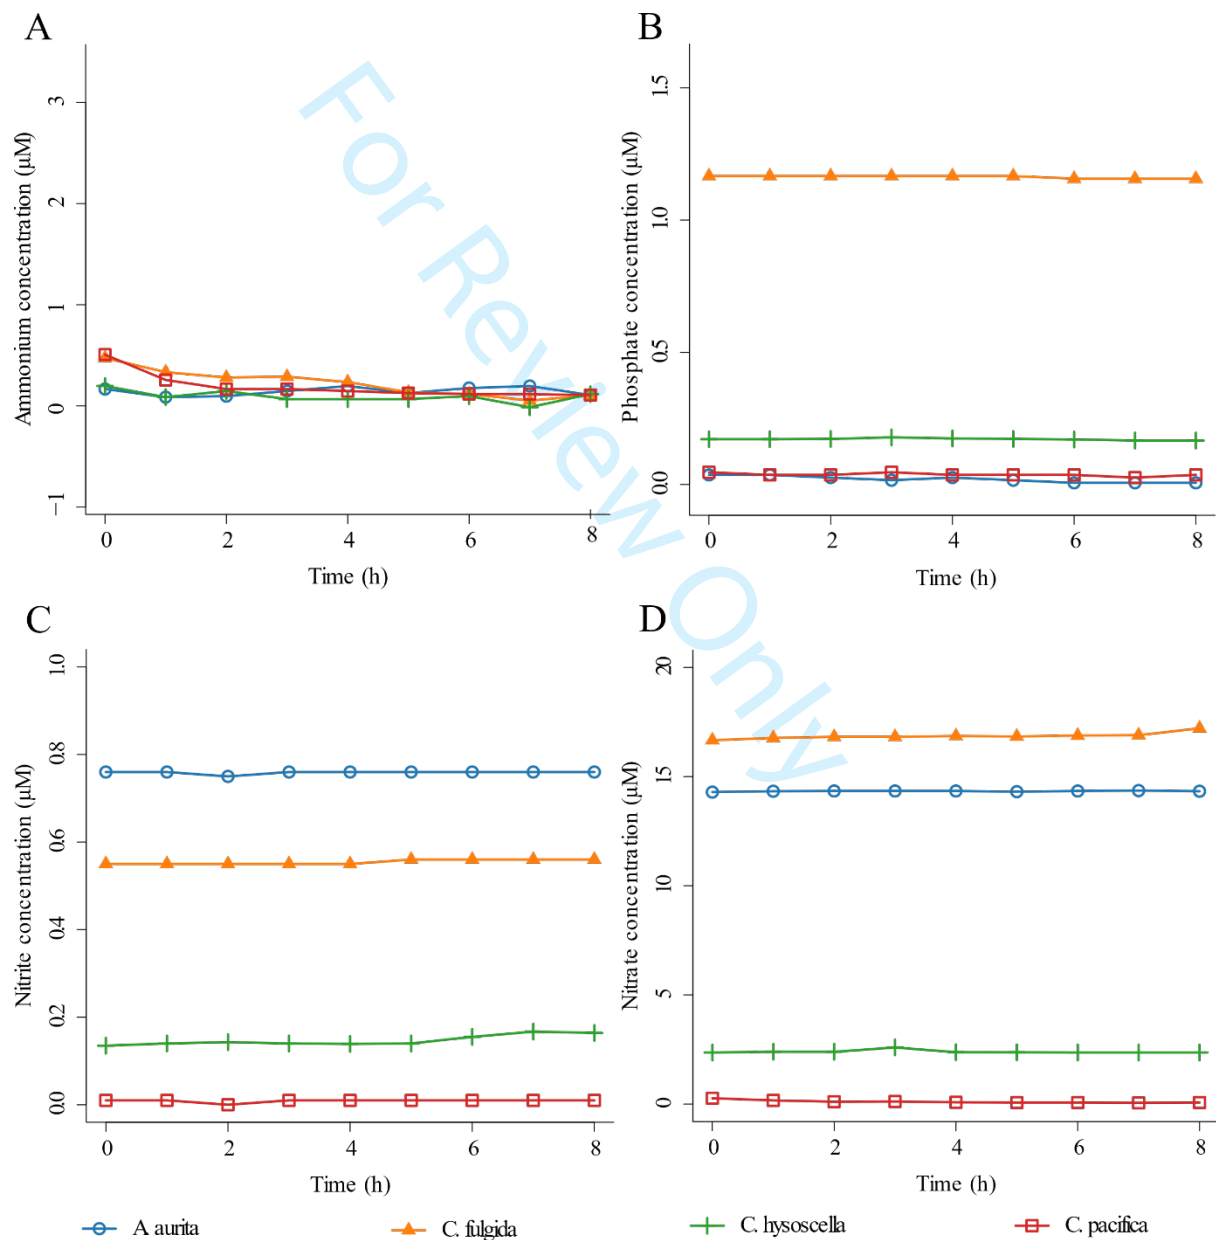 A
B
Ammonium concentration (µM)
3
2
1
0
−1
0 2 4 6 8
Time (h)
Phosphate concentration (µM)
1.5
1.0
0.5
0.0
0 2 4 6 8
Time (h)
For Review Only
C
D
Nitrite concentration (µM)
1.0
0.8
0.6
0.4
0.2
0.0
0 2 4 6 8
Time (h)
Nitrate concentration (µM)
20
15
10
5
0
0 2 4 6 8
Time (h)
A. aurita
C. fulgida
C. hysoscella
C. pacifica